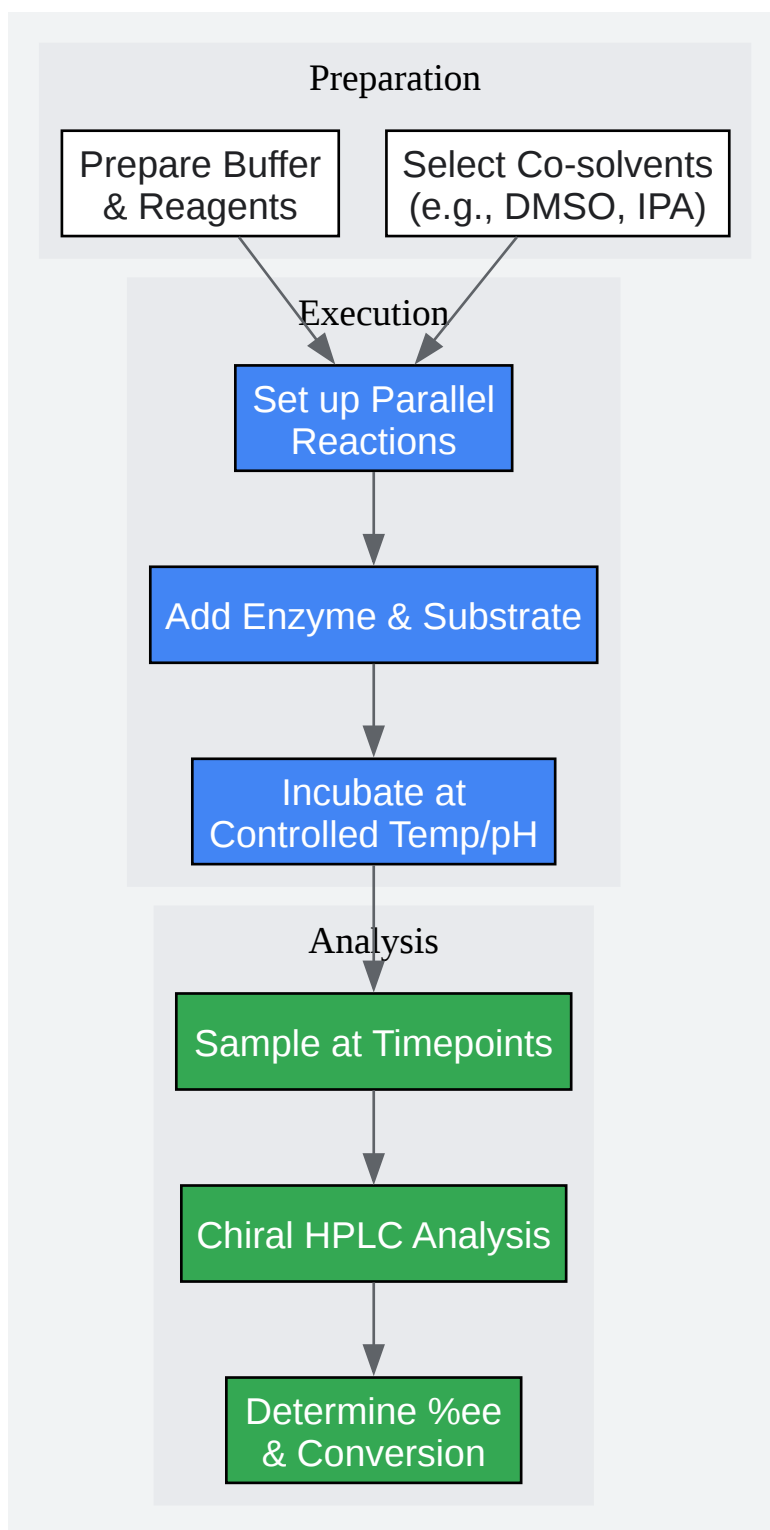 Preparation
Prepare Buffer
& Reagents
Select Co-solvents
(e.g., DMSO, IPA)
Execution
Set up Parallel
Reactions
Add Enzyme & Substrate
Incubate at
Controlled Temp/pH
Analysis
Sample at Timepoints
Chiral HPLC Analysis
Determine %ee
& Conversion